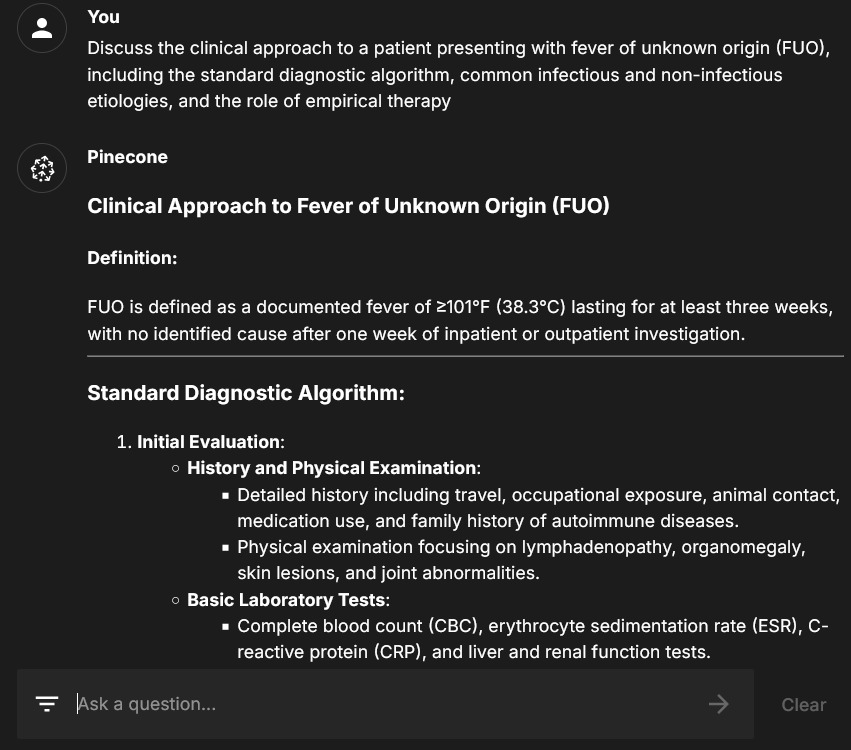 You
Discuss the clinical approach to a patient presenting with fever of unknown origin (FUO),
including the standard diagnostic algorithm, common infectious and non-infectious
etiologies, and the role of empirical therapy
Pinecone
Clinical Approach to Fever of Unknown Origin (FUO)
Definition:
FUO is defined as a documented fever of ≥101°F (38.3°C) lasting for at least three weeks,
with no identified cause after one week of inpatient or outpatient investigation.
Standard Diagnostic Algorithm:
1. Initial Evaluation:
◦ History and Physical Examination:
▪ Detailed history including travel, occupational exposure, animal contact,
medication use, and family history of autoimmune diseases.
▪ Physical examination focusing on lymphadenopathy, organomegaly,
skin lesions, and joint abnormalities.
◦ Basic Laboratory Tests:
▪ Complete blood count (CBC), erythrocyte sedimentation rate (ESR), C-
reactive protein (CRP), and liver and renal function tests.
Ask a question...
Clear